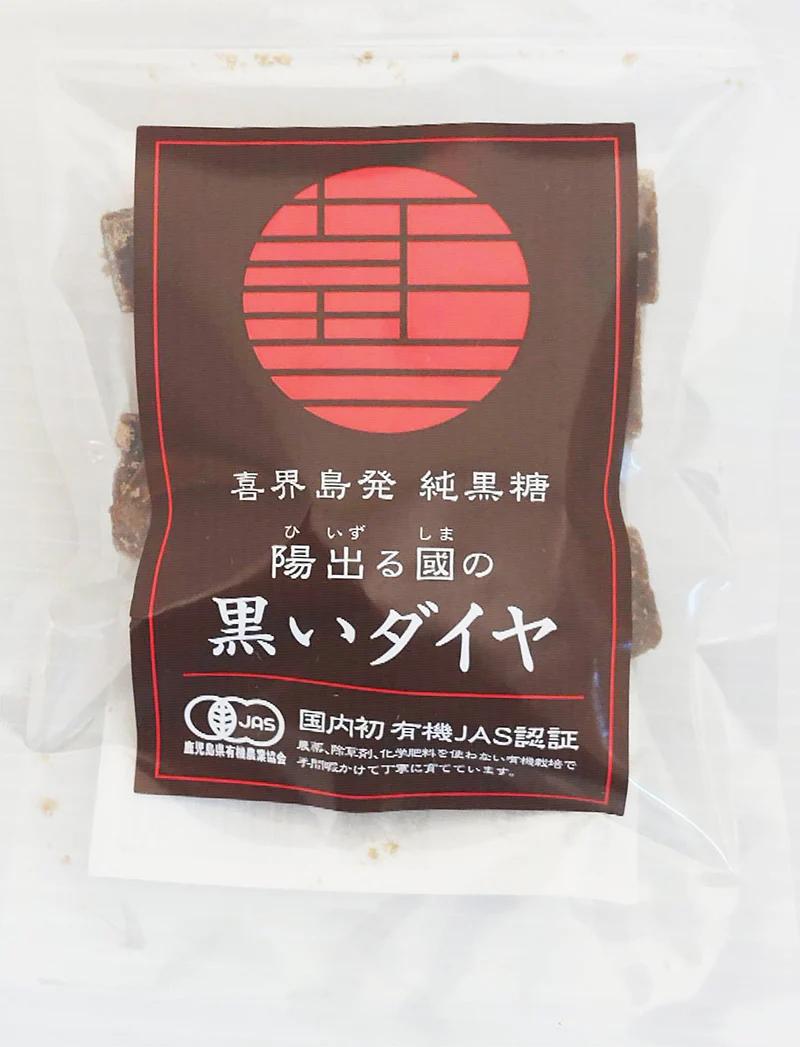 喜界島発 純黒糖
ひ いず しま
陽出る國の
黒いダイヤ
JAS
鹿児島県有機農業協会
国内初 有機JAS認証
農薬、除草剤、化学肥料を使わない有機栽培で
手間暇かけて丁寧に育てています。